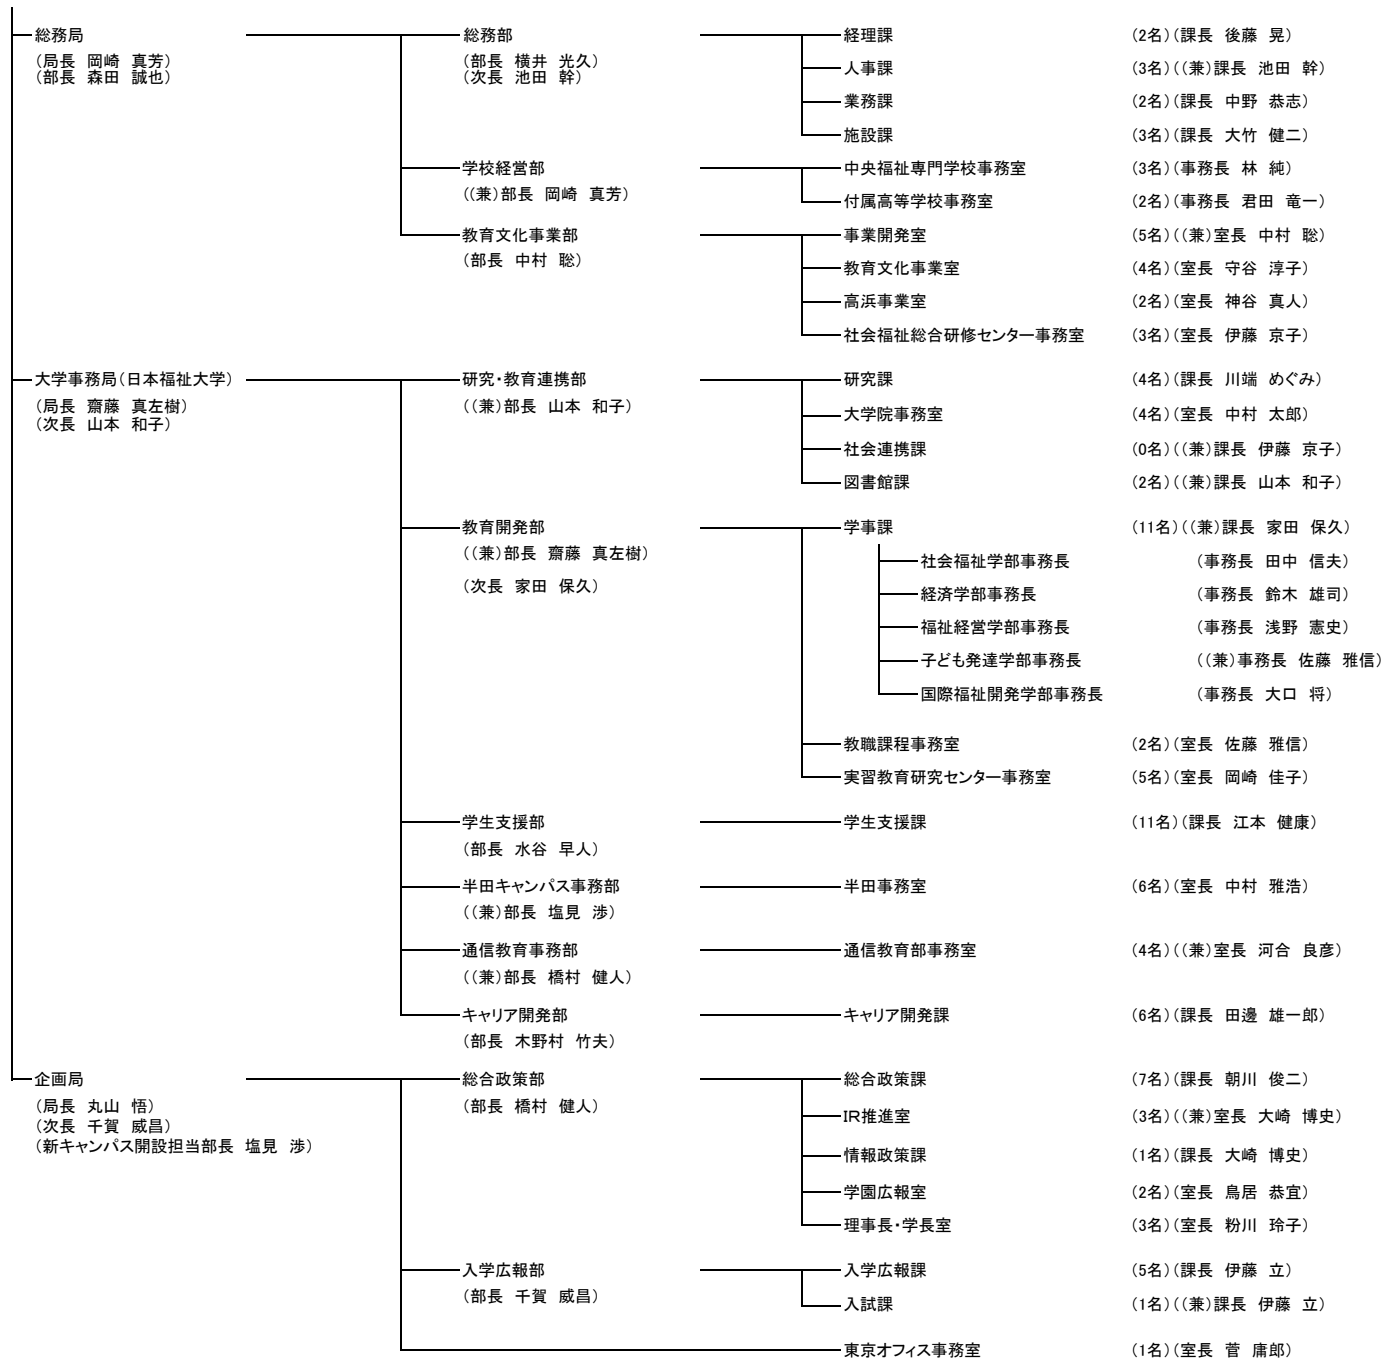 総務局 総務部 経理課 (2名)(課長 後藤 晃)
(局長 岡崎 真芳) (部長 横井 光久)
(部長 森田 誠也) (次長 池田 幹) 人事課 (3名)((兼)課長 池田 幹)
業務課 (2名)(課長 中野 恭志)
施設課 (3名)(課長 大竹 健二)
学校経営部 中央福祉専門学校事務室 (3名)(事務長 林 純)
((兼)部長 岡崎 真芳) 付属高等学校事務室 (2名)(事務長 君田 竜一)
教育文化事業部 事業開発室 (5名)((兼)室長 中村 聡)
(部長 中村 聡) 教育文化事業室 (4名)(室長 守谷 淳子)
高浜事業室 (2名)(室長 神谷 真人)
社会福祉総合研修センター事務室 (3名)(室長 伊藤 京子)
大学事務局(日本福祉大学) 研究・教育連携部 研究課 (4名)(課長 川端 めぐみ)
(局長 齋藤 真左樹) ((兼)部長 山本 和子) 大学院事務室 (4名)(室長 中村 太郎)
(次長 山本 和子)
社会連携課 (0名)((兼)課長 伊藤 京子)
図書館課 (2名)((兼)課長 山本 和子)
教育開発部 学事課 (11名)((兼)課長 家田 保久)
((兼)部長 齋藤 真左樹) 社会福祉学部事務長 (事務長 田中 信夫)
(次長 家田 保久) 経済学部事務長 (事務長 鈴木 雄司)
福祉経営学部事務長 (事務長 浅野 憲史)
子ども発達学部事務長 ((兼)事務長 佐藤 雅信)
国際福祉開発学部事務長 (事務長 大口 将)
教職課程事務室 (2名)(室長 佐藤 雅信)
実習教育研究センター事務室 (5名)(室長 岡崎 佳子)
学生支援部 学生支援課 (11名)(課長 江本 健康)
(部長 水谷 早人)
半田キャンパス事務部 半田事務室 (6名)(室長 中村 雅浩)
((兼)部長 塩見 渉)
通信教育事務部 通信教育部事務室 (4名)((兼)室長 河合 良彦)
((兼)部長 橋村 健人)
キャリア開発部 キャリア開発課 (6名)(課長 田邊 雄一郎)
(部長 木野村 竹夫)
企画局 総合政策部 総合政策課 (7名)(課長 朝川 俊二)
(局長 丸山 悟) (部長 橋村 健人) IR推進室 (3名)((兼)室長 大崎 博史)
(次長 千賀 威昌)
(新キャンパス開設担当部長 塩見 渉) 情報政策課 (1名)(課長 大崎 博史)
学園広報室 (2名)(室長 鳥居 恭宜)
理事長・学長室 (3名)(室長 粉川 玲子)
入学広報部 入学広報課 (5名)(課長 伊藤 立)
(部長 千賀 威昌) 入試課 (1名)((兼)課長 伊藤 立)
東京オフィス事務室 (1名)(室長 菅 庸郎)